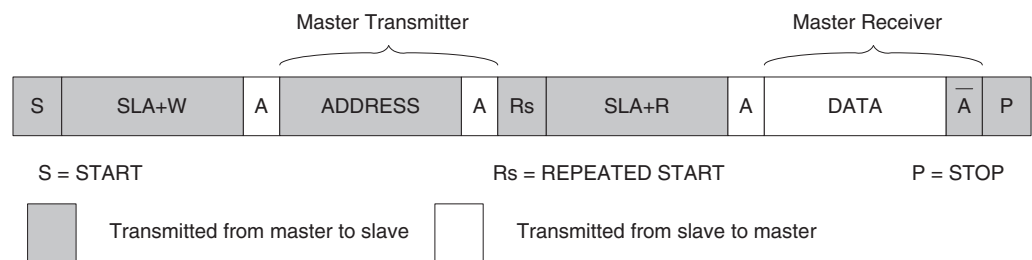 Master Transmitter Master Receiver
S SLA+W A ADDRESS A Rs SLA+R A DATA A̅ P
S = START Rs = REPEATED START P = STOP
Transmitted from master to slave Transmitted from slave to master